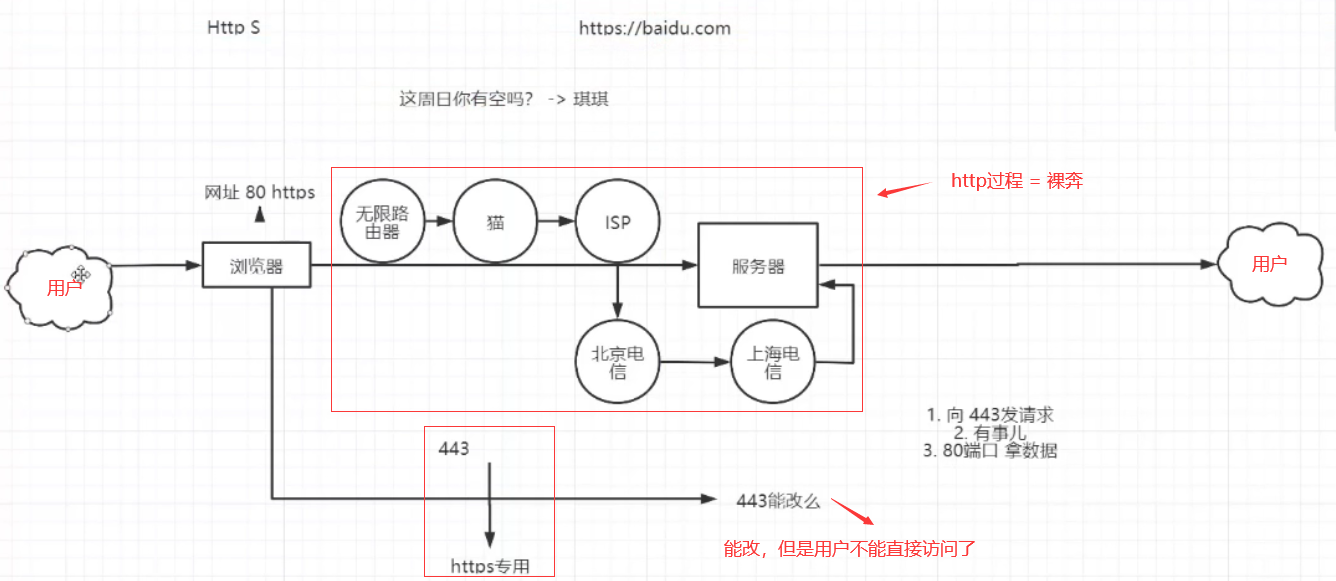 Http S
https://baidu.com
这周日你有空吗? -> 琪琪
网址 80 https
http过程 = 裸奔
无限路
由器
猫
ISP
用户
浏览器
服务器
用户
北京电
信
上海电
信
1. 向 443发请求
2. 有事儿
3. 80端口 拿数据
443
443能改么
能改，但是用户不能直接访问了
https专用